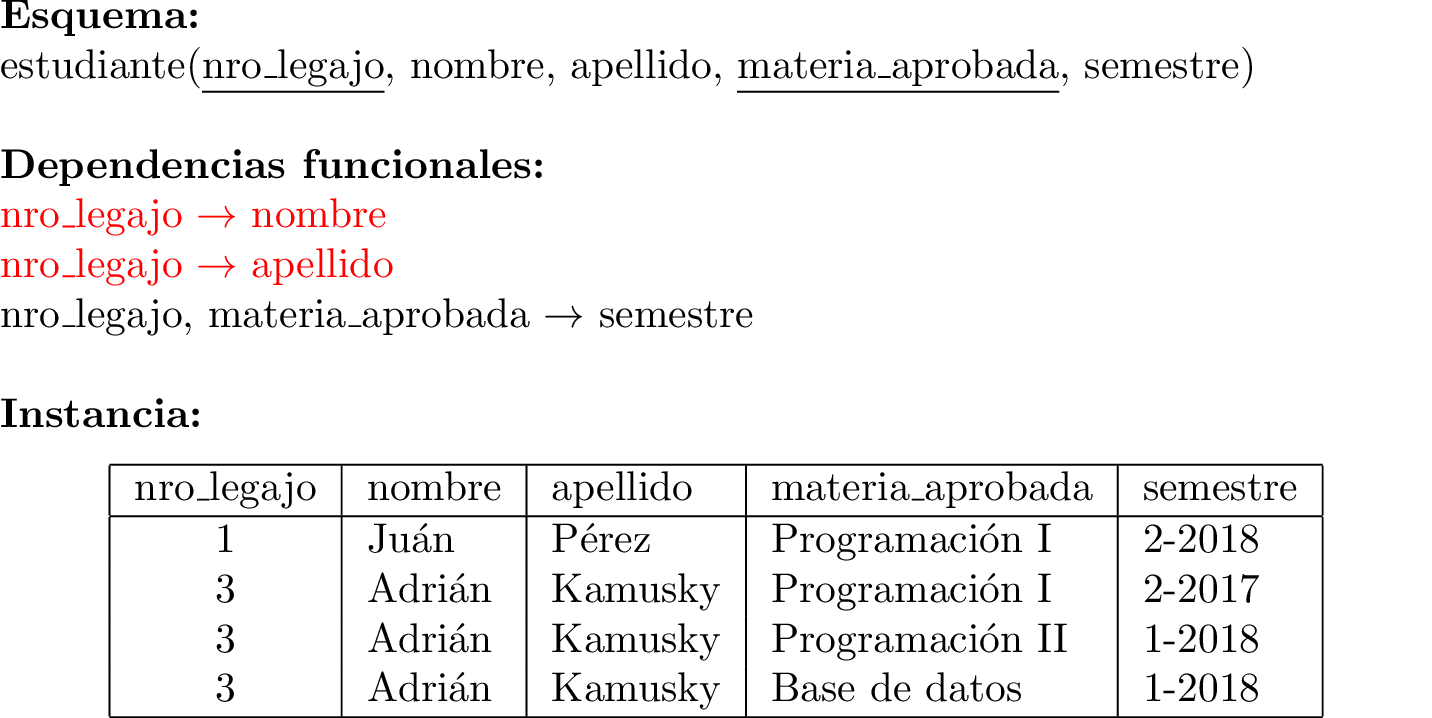 Esquema:
estudiante(nro_legajo, nombre, apellido, materia_aprobada, semestre)
Dependencias funcionales:
nro_legajo → nombre
nro_legajo → apellido
nro_legajo, materia_aprobada → semestre
Instancia:
nro_legajo nombre apellido materia_aprobada semestre
1 Juán Pérez Programación I 2-2018
3 Adrián Kamusky Programación I 2-2017
3 Adrián Kamusky Programación II 1-2018
3 Adrián Kamusky Base de datos 1-2018